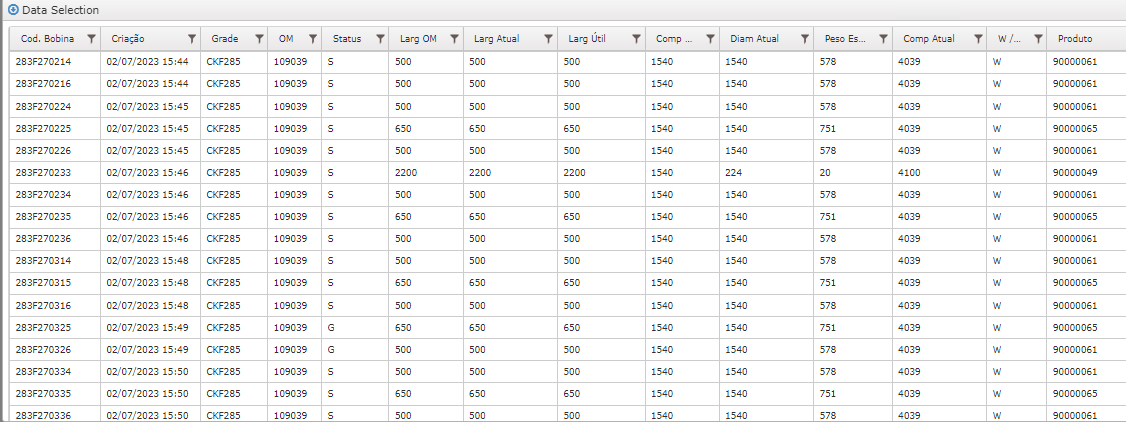 Data Selection
Cod. Bobina Criação Grade OM Status Larg OM Larg Atual Larg Útil Comp ... Diam Atual Peso Es... Comp Atual W /... Produto
283F270214 02/07/2023 15:44 CKF285 109039 S 500 500 500 1540 1540 578 4039 W 90000061
283F270216 02/07/2023 15:44 CKF285 109039 S 500 500 500 1540 1540 578 4039 W 90000061
283F270224 02/07/2023 15:45 CKF285 109039 S 500 500 500 1540 1540 578 4039 W 90000061
283F270225 02/07/2023 15:45 CKF285 109039 S 650 650 650 1540 1540 751 4039 W 90000065
283F270226 02/07/2023 15:45 CKF285 109039 S 500 500 500 1540 1540 578 4039 W 90000061
283F270233 02/07/2023 15:46 CKF285 109039 S 2200 2200 2200 1540 224 20 4100 W 90000049
283F270234 02/07/2023 15:46 CKF285 109039 S 500 500 500 1540 1540 578 4039 W 90000061
283F270235 02/07/2023 15:46 CKF285 109039 S 650 650 650 1540 1540 751 4039 W 90000065
283F270236 02/07/2023 15:46 CKF285 109039 S 500 500 500 1540 1540 578 4039 W 90000061
283F270314 02/07/2023 15:48 CKF285 109039 S 500 500 500 1540 1540 578 4039 W 90000061
283F270315 02/07/2023 15:48 CKF285 109039 S 650 650 650 1540 1540 751 4039 W 90000065
283F270316 02/07/2023 15:48 CKF285 109039 S 500 500 500 1540 1540 578 4039 W 90000061
283F270325 02/07/2023 15:49 CKF285 109039 G 650 650 650 1540 1540 751 4039 W 90000065
283F270326 02/07/2023 15:49 CKF285 109039 G 500 500 500 1540 1540 578 4039 W 90000061
283F270334 02/07/2023 15:50 CKF285 109039 S 500 500 500 1540 1540 578 4039 W 90000061
283F270335 02/07/2023 15:50 CKF285 109039 S 650 650 650 1540 1540 751 4039 W 90000065
283F270336 02/07/2023 15:50 CKF285 109039 S 500 500 500 1540 1540 578 4039 W 90000061